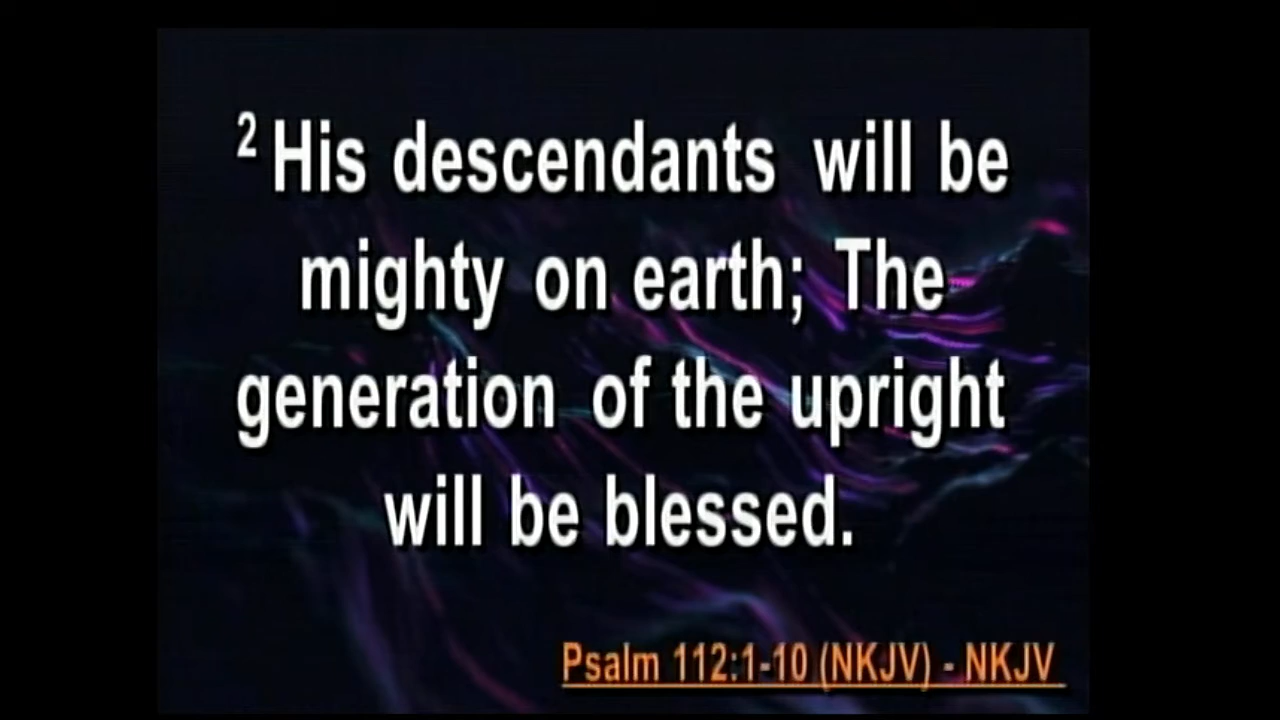 ² His descendants will be
mighty on earth; The
generation of the upright
will be blessed.
Psalm 112:1-10 (NKJV) - NKJV